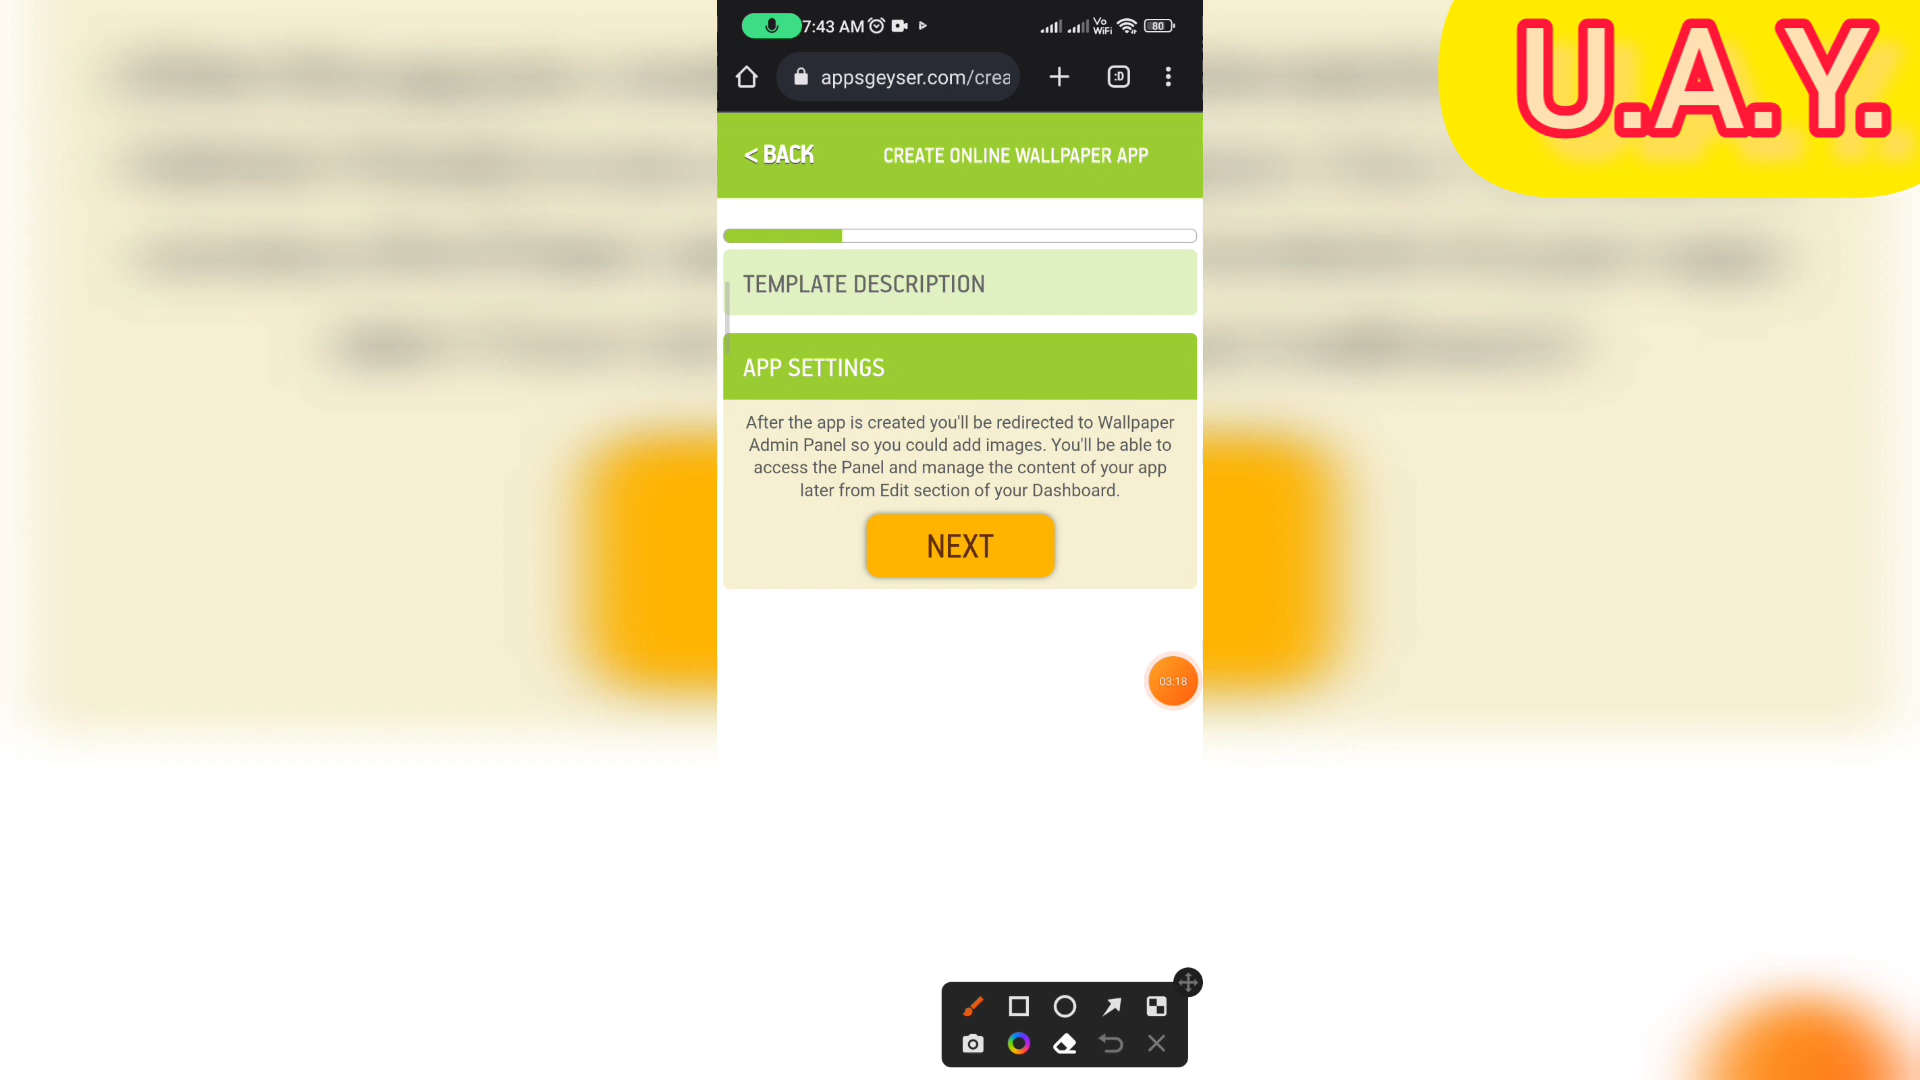 U.A.Y.
7:43 AM
Vo
WiFi
80
appsgeyser.com/crea
:D
< BACK
CREATE ONLINE WALLPAPER APP
TEMPLATE DESCRIPTION
APP SETTINGS
After the app is created you'll be redirected to Wallpaper
Admin Panel so you could add images. You'll be able to
access the Panel and manage the content of your app
later from Edit section of your Dashboard.
NEXT
03:18